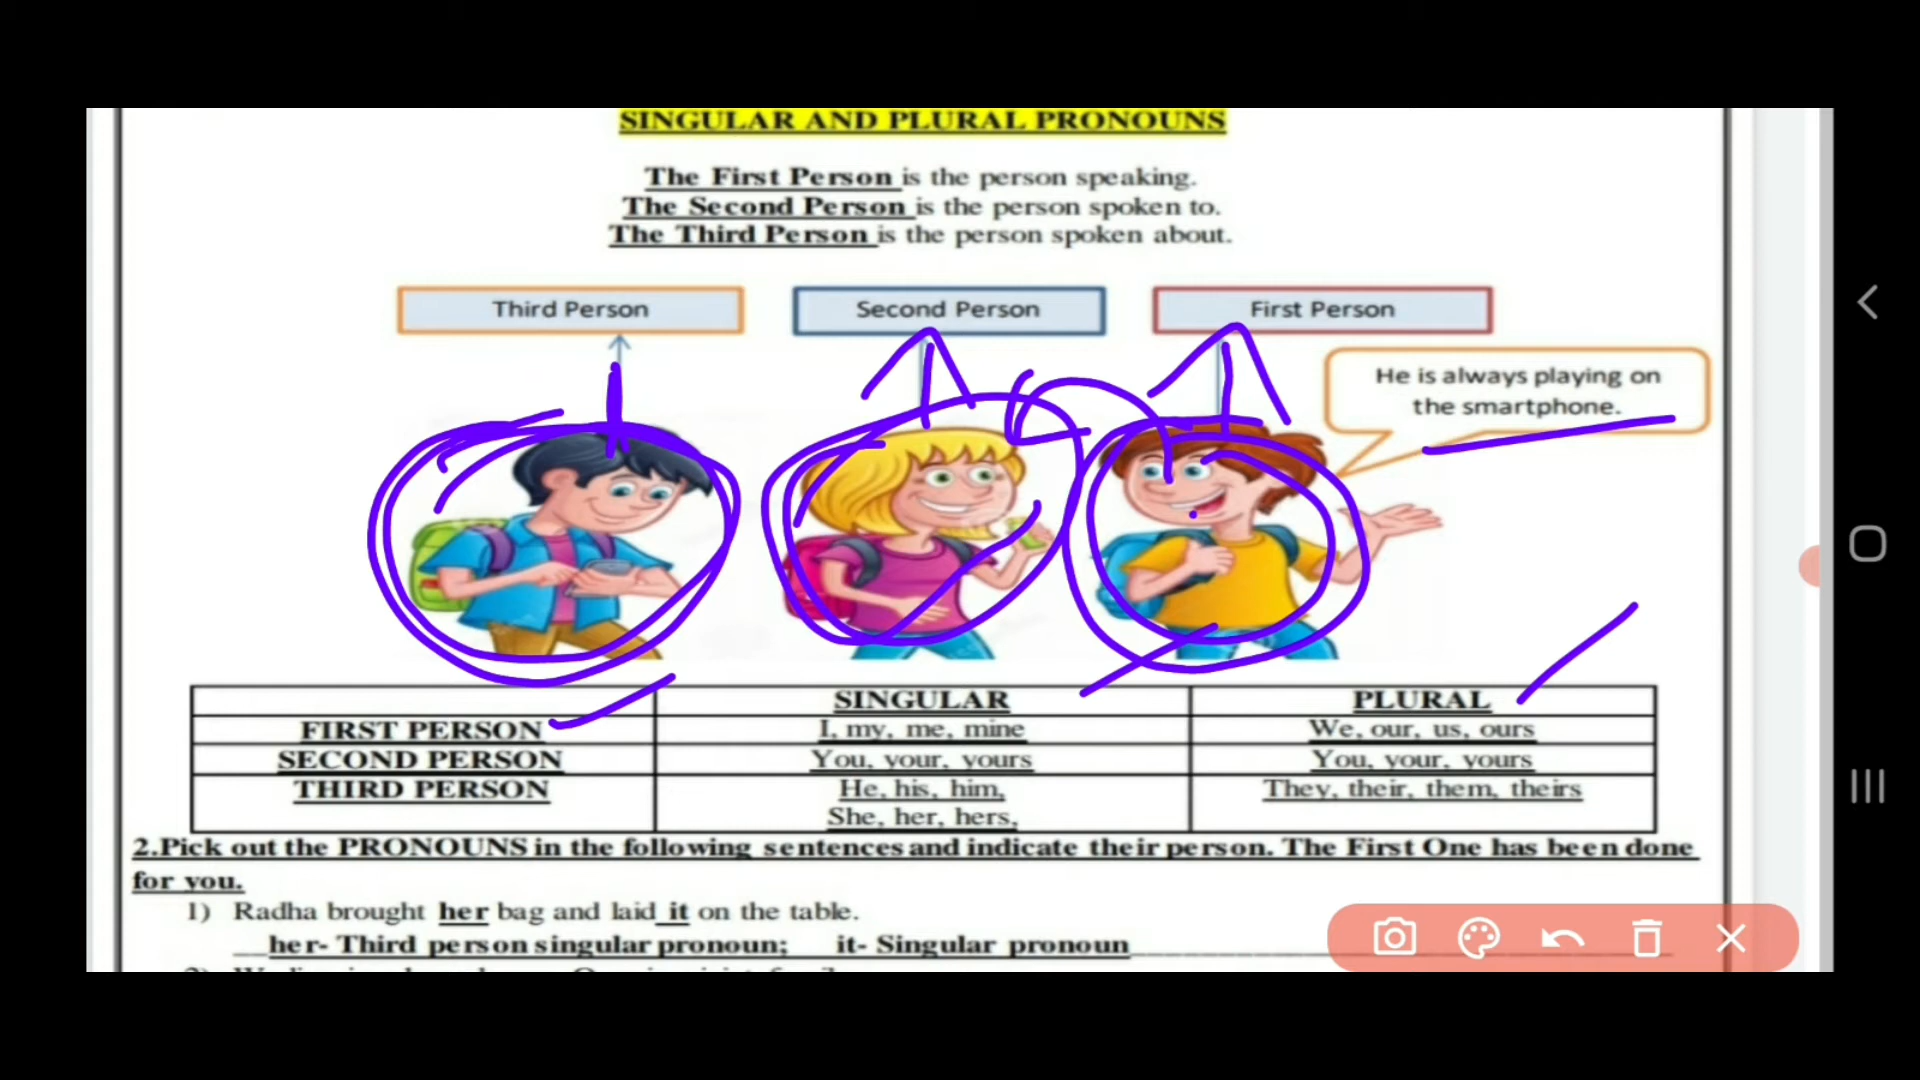 SINGULAR AND PLURAL PRONOUNS
The First Person is the person speaking.
The Second Person is the person spoken to.
The Third Person is the person spoken about.
Third Person
Second Person
First Person
He is always playing on
the smartphone.
SINGULAR PLURAL
FIRST PERSON I, my, me, mine We, our, us, ours
SECOND PERSON You, your, yours You, your, yours
THIRD PERSON He, his, him, They, their, them, theirs
She, her, hers,
2.Pick out the PRONOUNS in the following sentences and indicate their person. The First One has been done
for you.
1) Radha brought her bag and laid it on the table.
__her- Third person singular pronoun; it- Singular pronoun